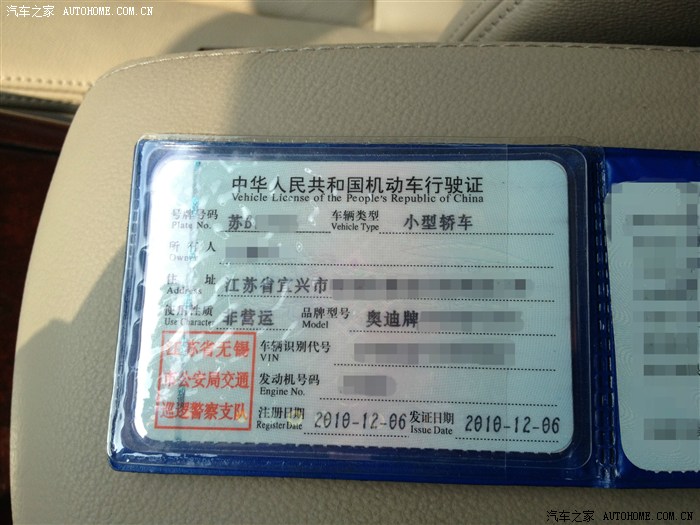 汽车之家 AUTOHOME.COM.CN
中华人民共和国机动车行驶证
Vehicle License of the People's Republic of China
号牌号码 苏B 车辆类型 小型轿车
Plate No. Vehicle Type
所有人
Owner
住址 江苏省宜兴市
Address
使用性质 非营运 品牌型号 奥迪牌
Use Character Model
江苏省无锡
市公安局交通
巡逻警察支队
车辆识别代号
VIN
发动机号码
Engine No.
注册日期 2010-12-06 发证日期 2010-12-06
Register Date Issue Date
汽车之家 AUTOHOME.COM.CN